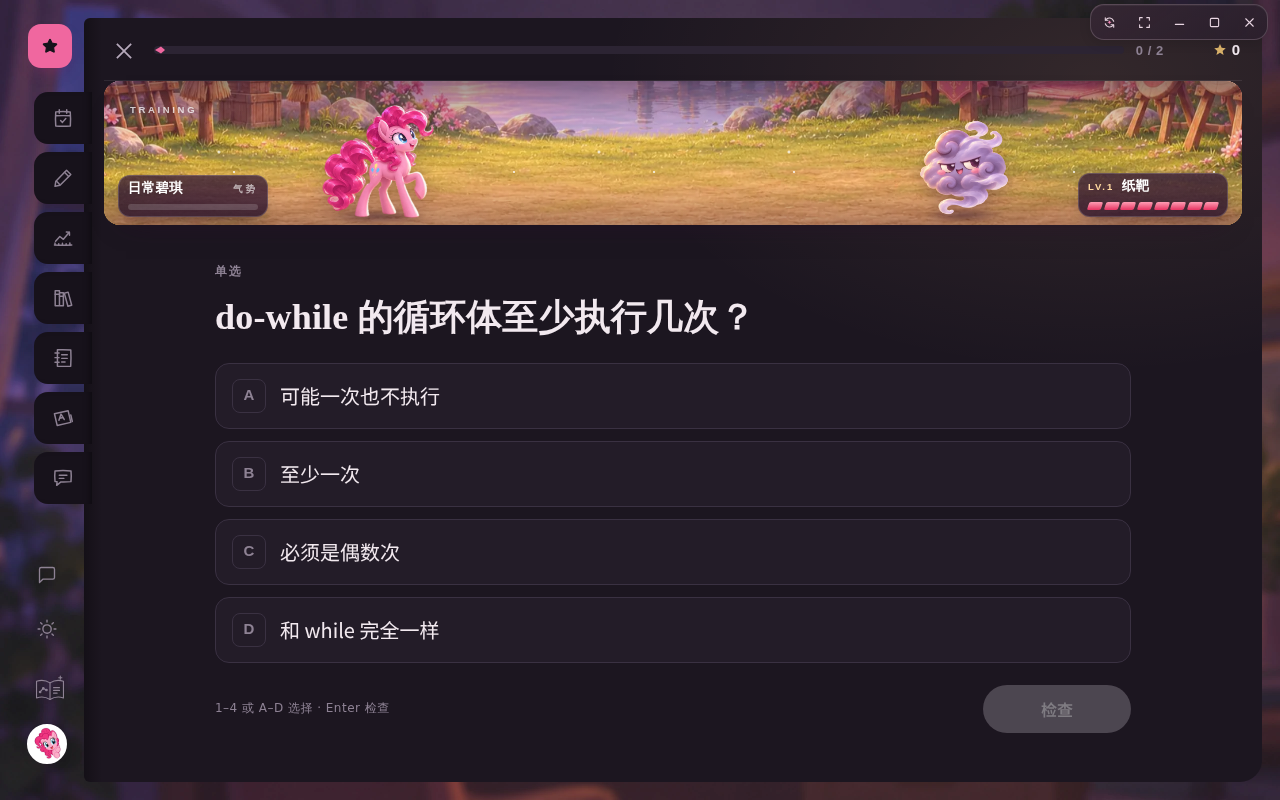 0 / 2
0
TRAINING
日常碧琪
气势
LV.1 纸靶
单选
do-while 的循环体至少执行几次？
A 可能一次也不执行
B 至少一次
C 必须是偶数次
D 和 while 完全一样
1–4 或 A–D 选择 · Enter 检查
检查